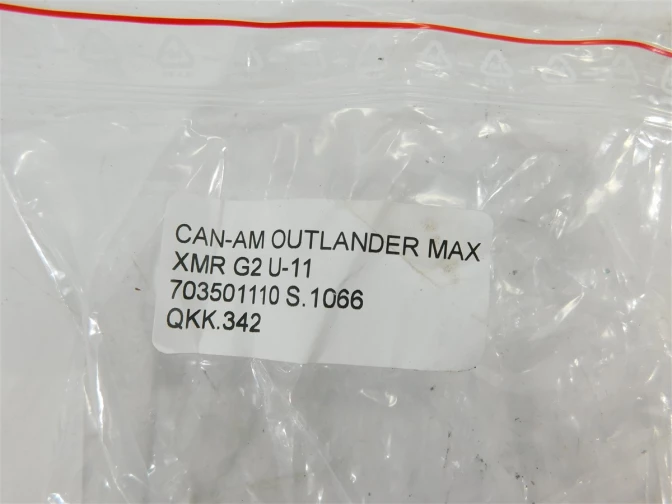 CAN-AM OUTLANDER MAX
XMR G2 U-11
703501110 S.1066
QKK.342